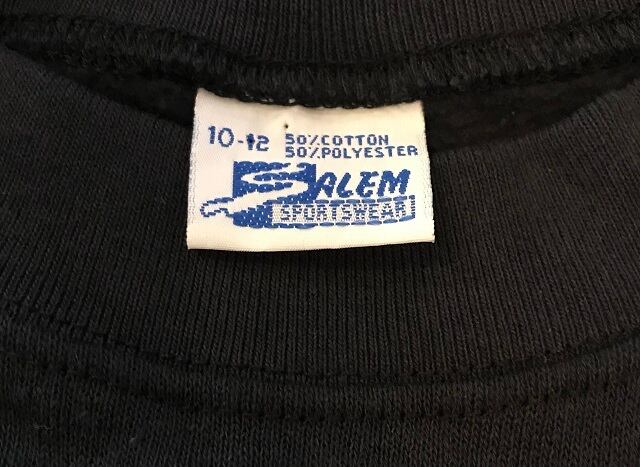 10-12
50%COTTON
50%POLYESTER
SALEM
SPORTSWEAR